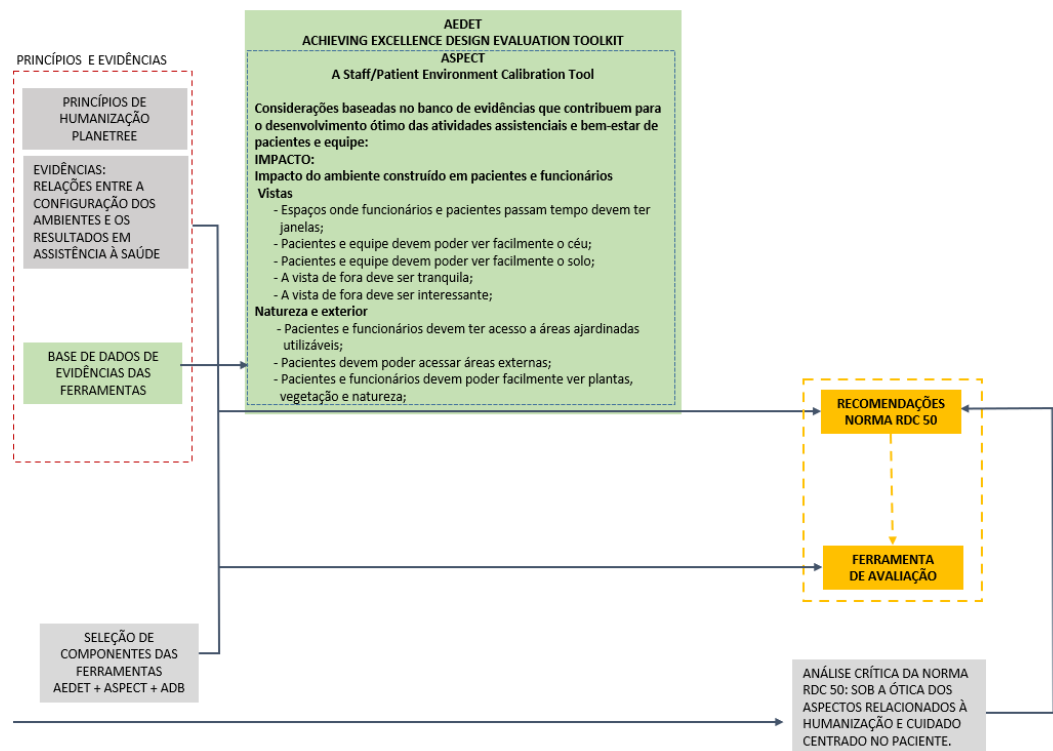 AEDET
ACHIEVING EXCELLENCE DESIGN EVALUATION TOOLKIT
ASPECT
A Staff/Patient Environment Calibration Tool
Considerações baseadas no banco de evidências que contribuem para
o desenvolvimento ótimo das atividades assistenciais e bem-estar de
pacientes e equipe:
IMPACTO:
Impacto do ambiente construído em pacientes e funcionários
Vistas
- Espaços onde funcionários e pacientes passam tempo devem ter
janelas;
- Pacientes e equipe devem poder ver facilmente o céu;
- Pacientes e equipe devem poder ver facilmente o solo;
- A vista de fora deve ser tranquila;
- A vista de fora deve ser interessante;
Natureza e exterior
- Pacientes e funcionários devem ter acesso a áreas ajardinadas
utilizáveis;
- Pacientes devem poder acessar áreas externas;
- Pacientes e funcionários devem poder facilmente ver plantas,
vegetação e natureza;
PRINCÍPIOS E EVIDÊNCIAS
PRINCÍPIOS DE
HUMANIZAÇÃO
PLANETREE
EVIDÊNCIAS:
RELAÇÕES ENTRE A
CONFIGURAÇÃO DOS
AMBIENTES E OS
RESULTADOS EM
ASSISTÊNCIA À SAÚDE
BASE DE DADOS DE
EVIDÊNCIAS DAS
FERRAMENTAS
RECOMENDAÇÕES
NORMA RDC 50
FERRAMENTA
DE AVALIAÇÃO
SELEÇÃO DE
COMPONENTES DAS
FERRAMENTAS
AEDET + ASPECT + ADB
ANÁLISE CRÍTICA DA NORMA
RDC 50: SOB A ÓTICA DOS
ASPECTOS RELACIONADOS À
HUMANIZAÇÃO E CUIDADO
CENTRADO NO PACIENTE.